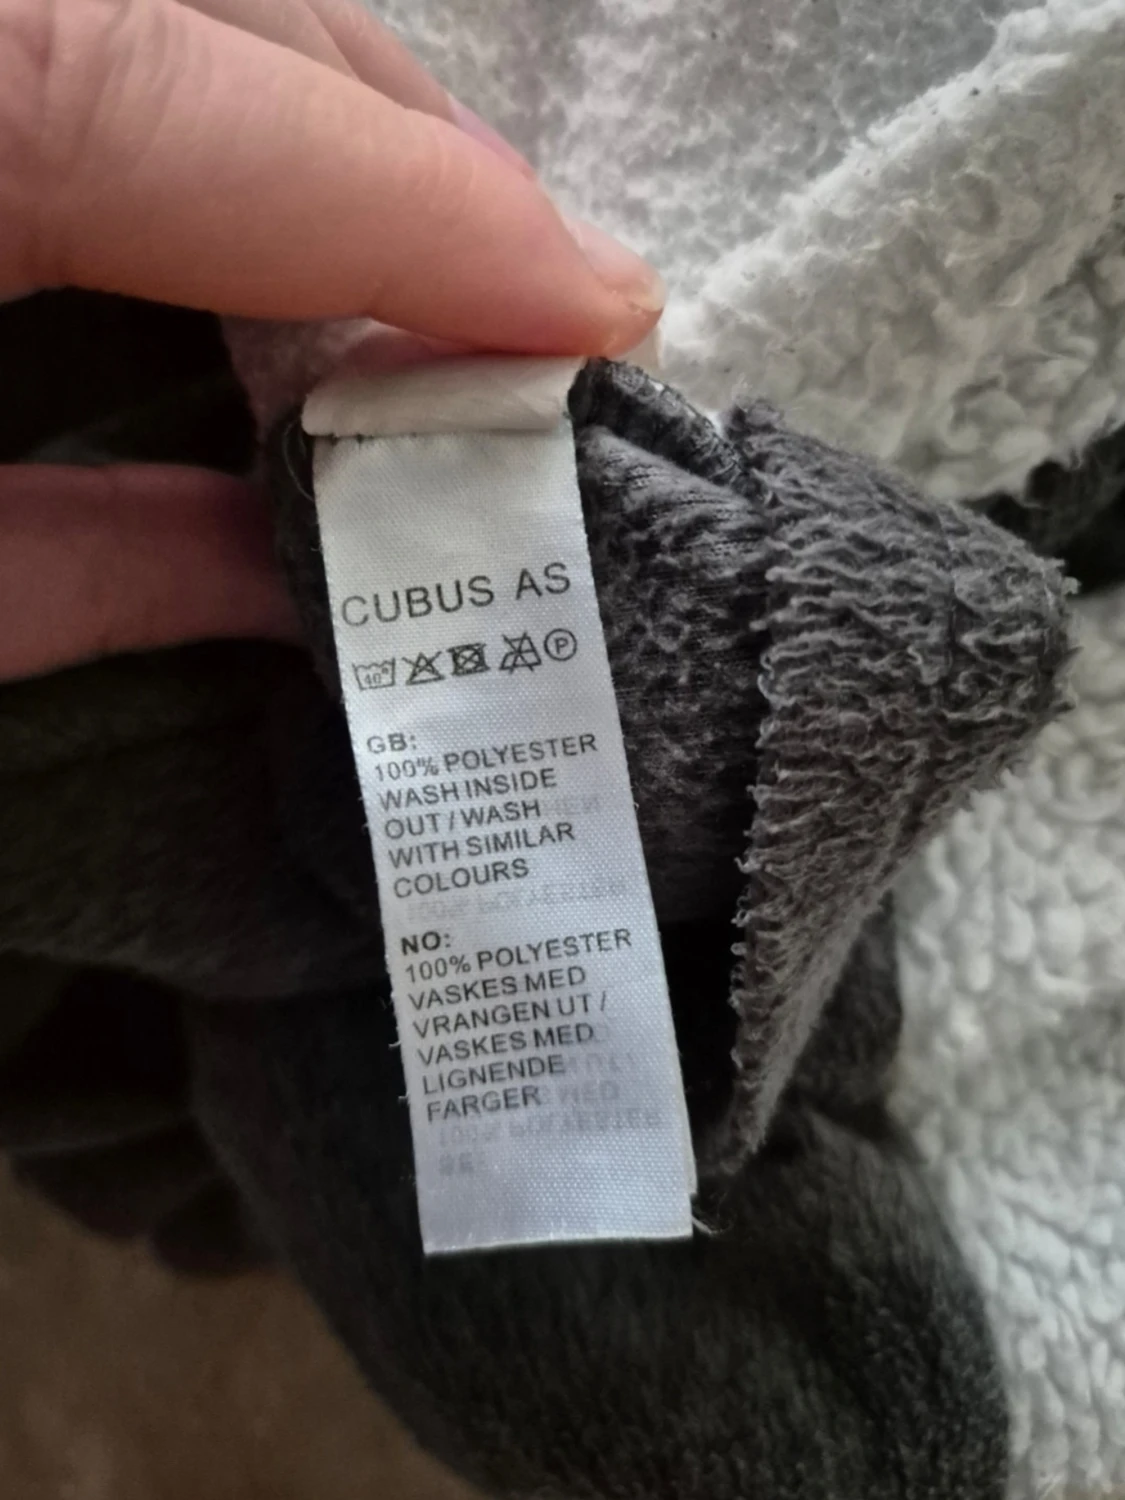 CUBUS AS
40° P
GB:
100% POLYESTER
WASH INSIDE
OUT / WASH
WITH SIMILAR
COLOURS
NO:
100% POLYESTER
VASKES MED
VRANGEN UT /
VASKES MED
LIGNENDE
FARGER